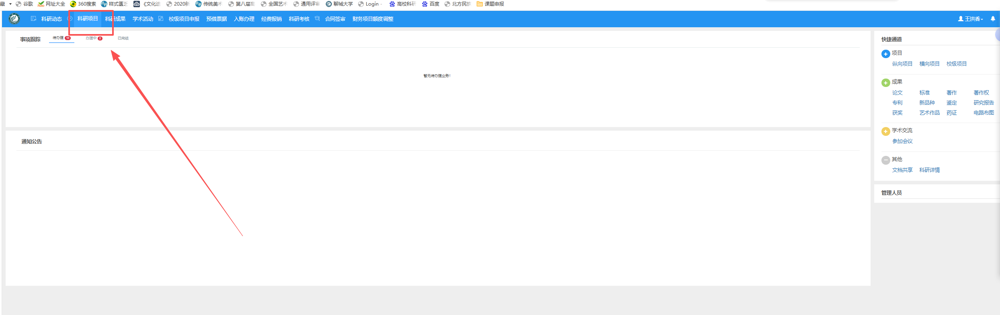 藏 谷歌 网址大全 360搜索 样式匮乏 《文化遗 2020新 传统美术 第八届高 全国艺术 通用评审 聊城大学 Login - 高校科研 百度 北方民族 课题申报
科研动态 科研项目 科研成果 学术活动 校级项目申报 预借票据 入账办理 经费报销 科研考核 合同签审 财务项目额度调整 王洪香
事项跟踪 待办理 13 办理中 2 已完结
暂无待办理业务!
通知公告
快捷通道
项目
纵向项目 横向项目 校级项目
成果
论文 标准 著作 著作权
专利 新品种 鉴定 研究报告
获奖 艺术作品 药证 电路布图
学术交流
参加会议
其他
文档共享 科研详情
管理人员